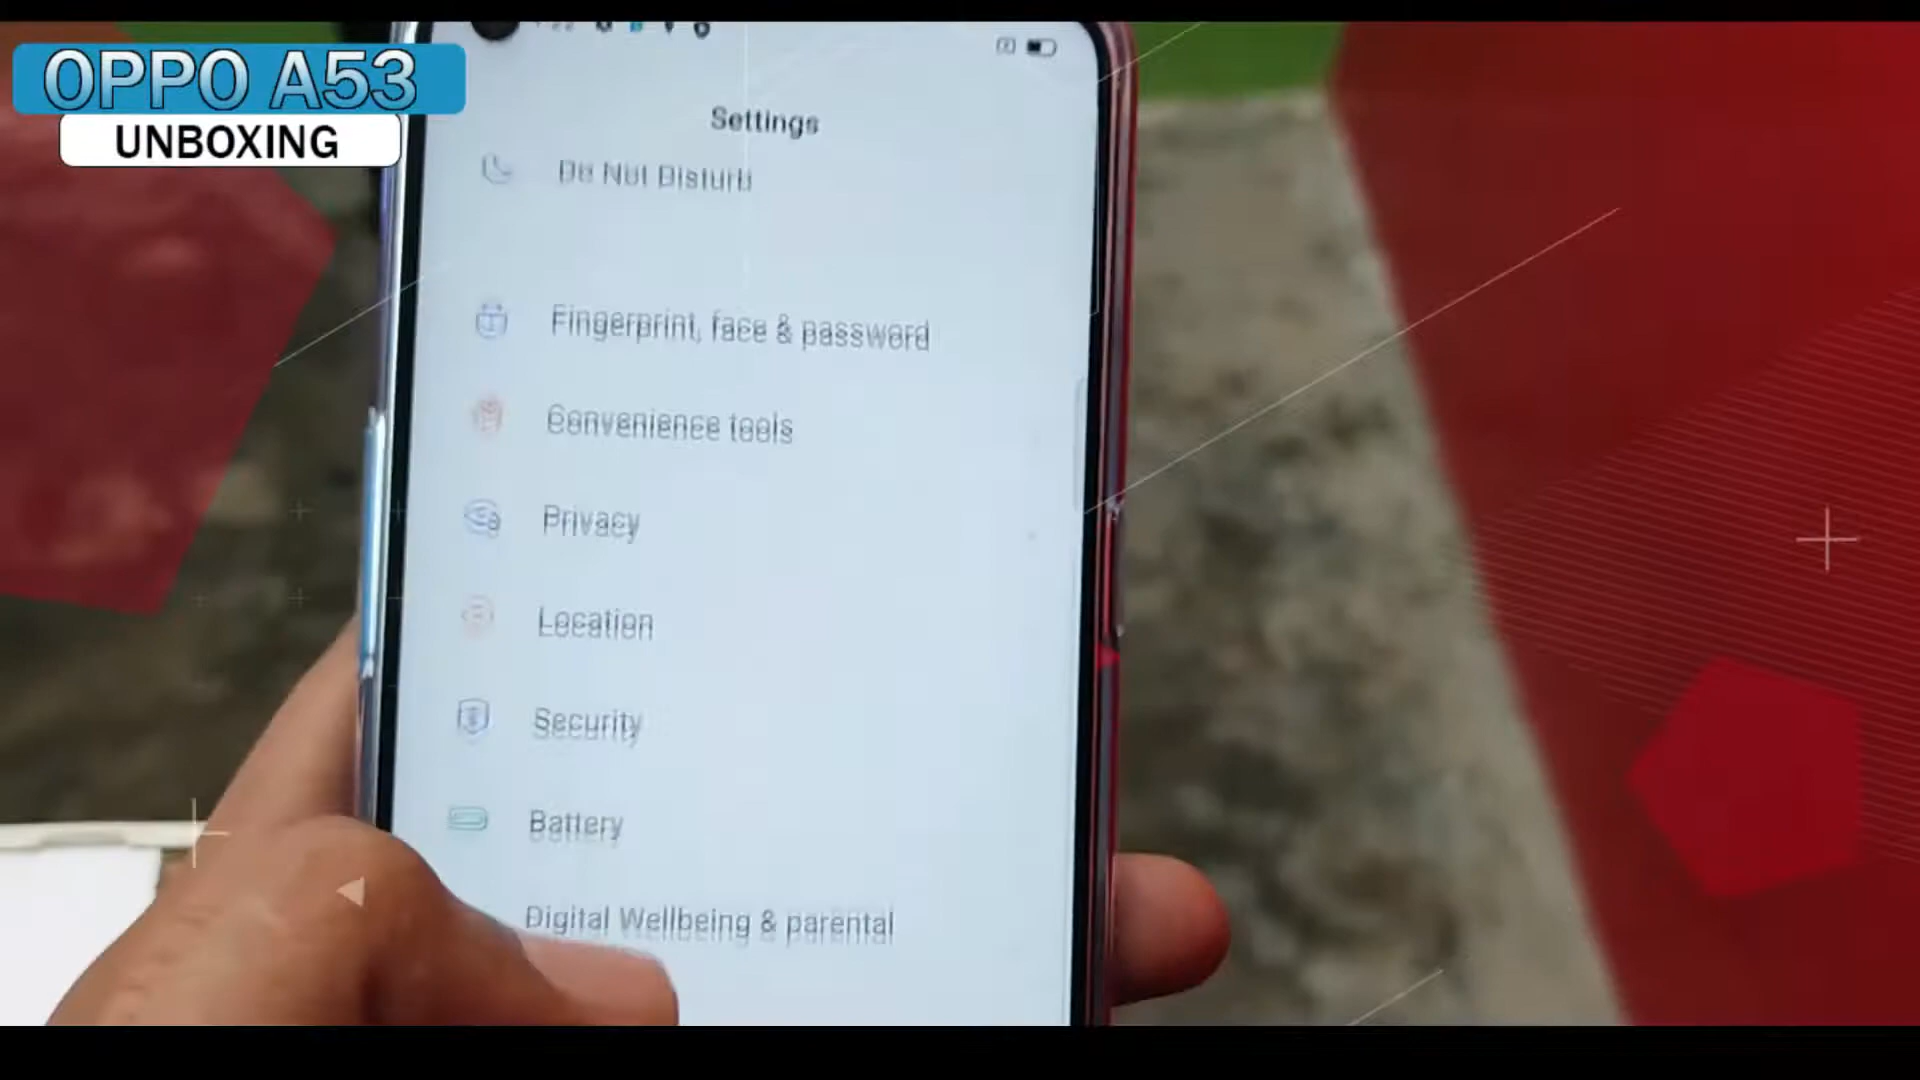 OPPO A53
UNBOXING
Settings
Do Not Disturb
Fingerprint, face & password
Convenience tools
Privacy
Location
Security
Battery
Digital Wellbeing & parental